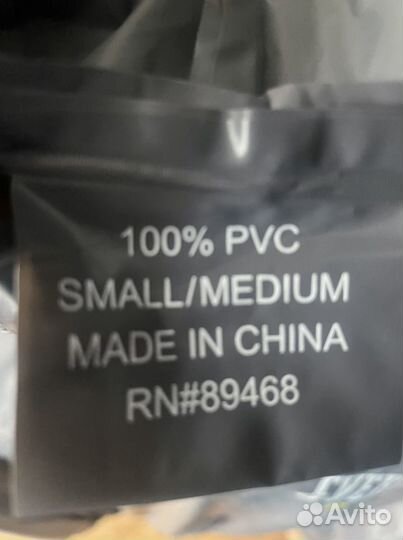 100% PVC
SMALL/MEDIUM
MADE IN CHINA
RN#89468
Avito